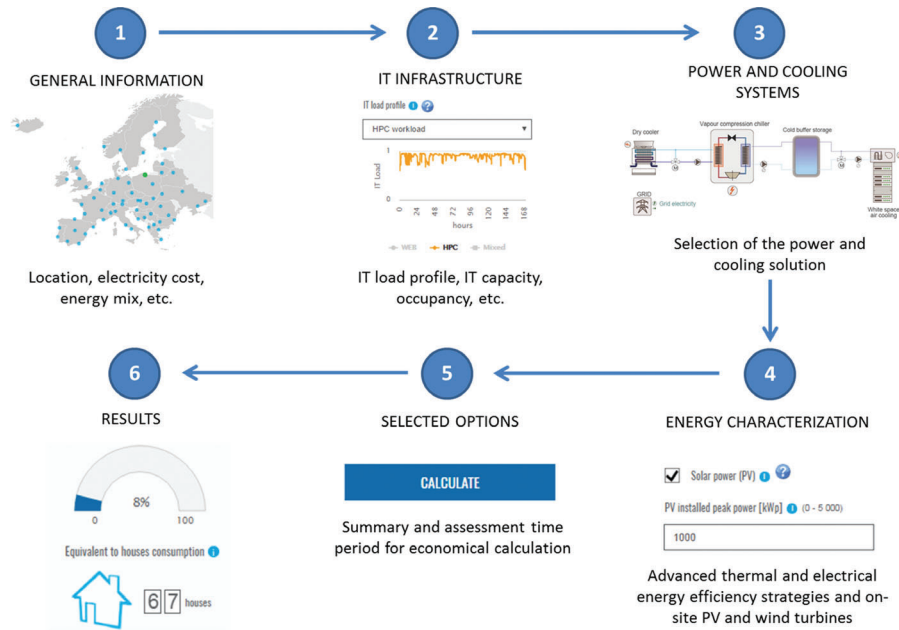 1
2
3
GENERAL INFORMATION
IT INFRASTRUCTURE
POWER AND COOLING
SYSTEMS
IT load profile i ?
HPC workload
1
IT Load
0
0 24 48 72 96 120 144 168
hours
WEB HPC Mixed
Dry cooler
Vapour compression chiller
Cold buffer storage
GRID
Grid electricity
White space
air cooling
Location, electricity cost,
energy mix, etc.
IT load profile, IT capacity,
occupancy, etc.
Selection of the power and
cooling solution
6
5
4
RESULTS
SELECTED OPTIONS
ENERGY CHARACTERIZATION
8%
0 100
Equivalent to houses consumption i
67 houses
CALCULATE
Summary and assessment time
period for economical calculation
Solar power (PV) i ?
PV installed peak power [kWp] i (0 - 5 000)
1000
Advanced thermal and electrical
energy efficiency strategies and on-
site PV and wind turbines